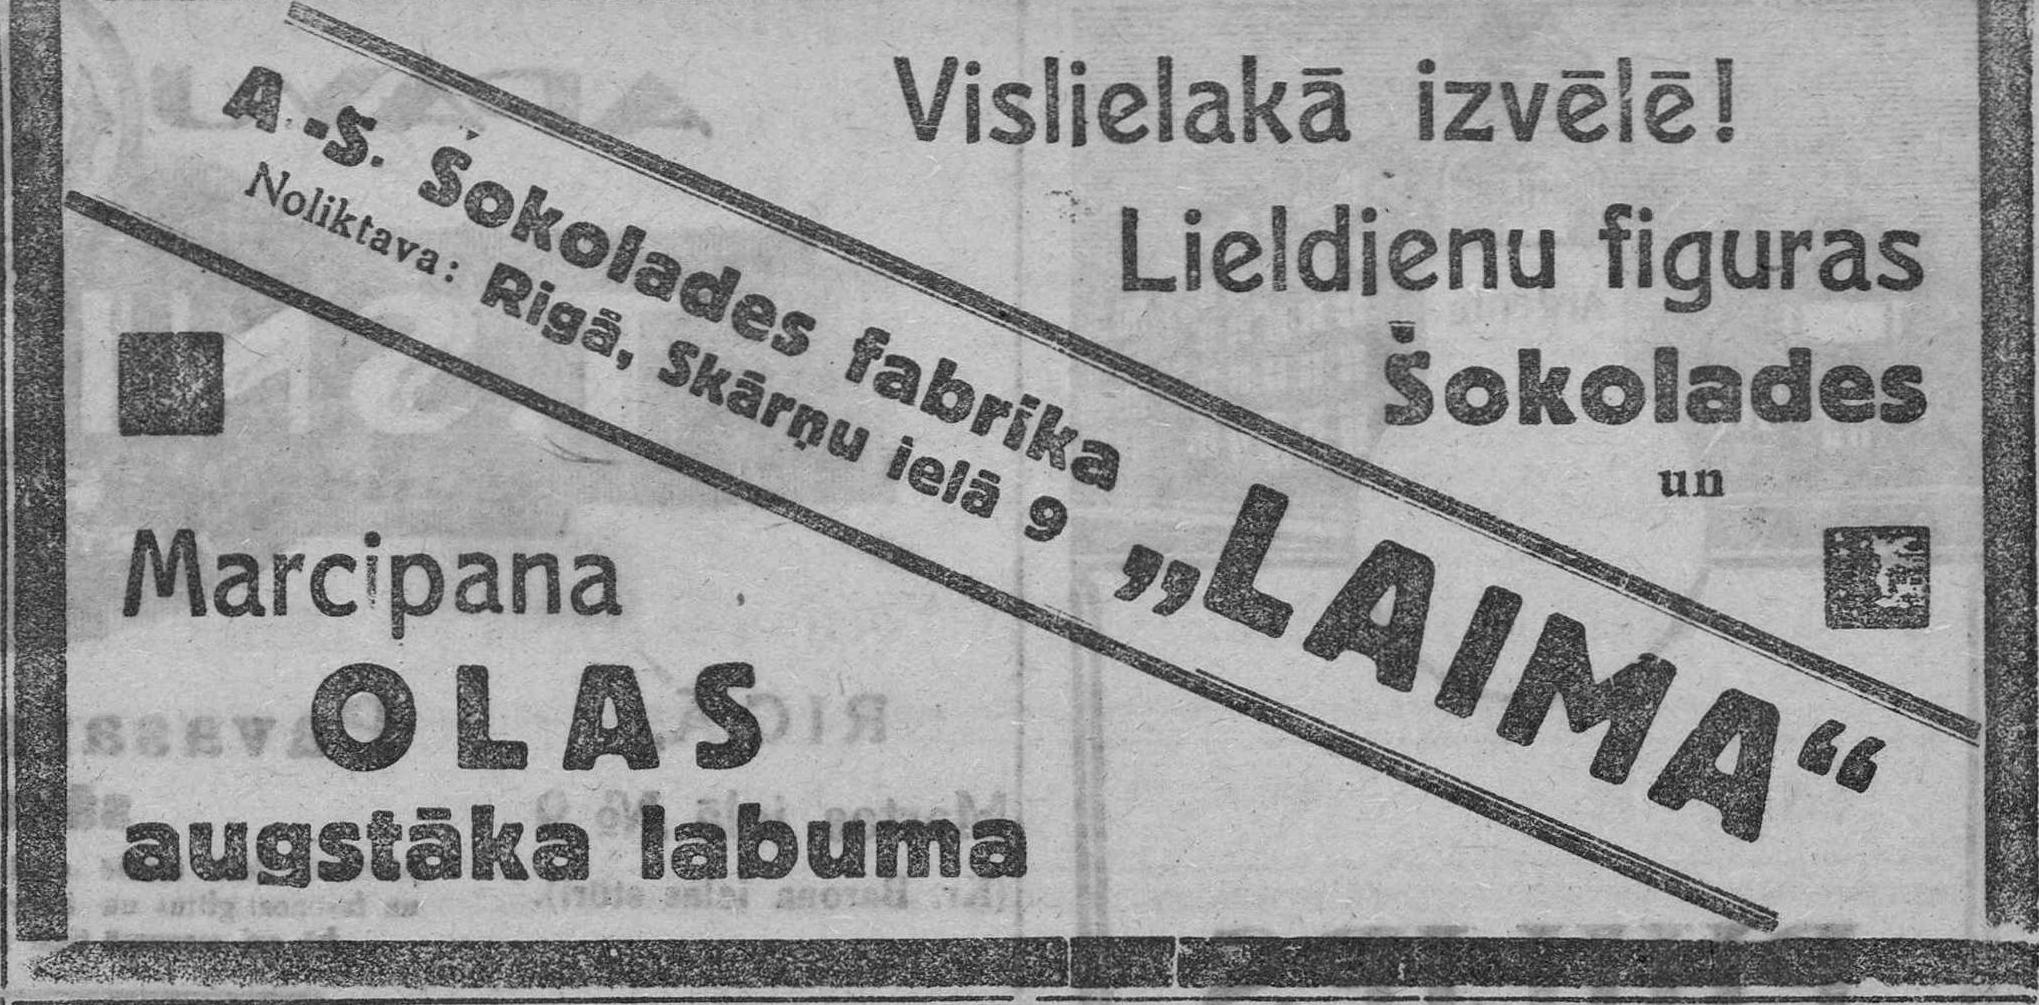 Vislielakā izvēlē!
Lieldienu figuras
Šokolades
un
A.-S. Šokolades fabrika
Noliktava: Rigā, Skārņu ielā 9
„LAIMA“
Marcipana
OLAS
augstāka labuma